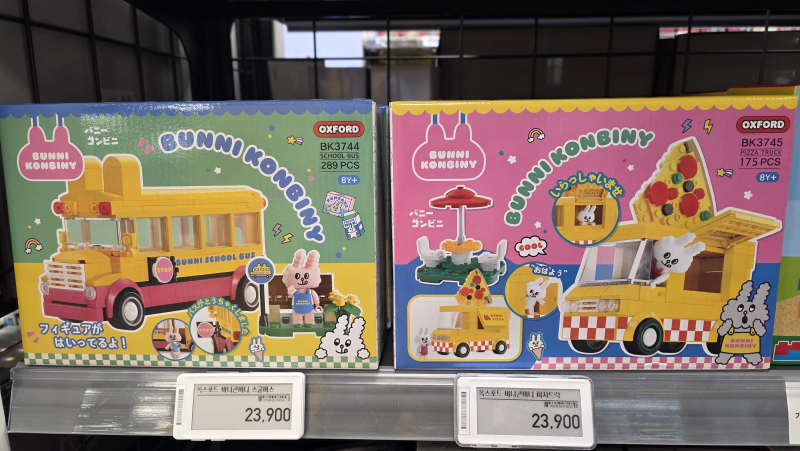 BUNNI
KONBINY
バニー
コンビニ
BUNNI KONBINY
OXFORD
BK3744
SCHOOL BUS
289 PCS
8Y+
BUNNI SCHOOL BUS
STOP
フィギュアが
はいってるよ!
BUNNI
KONBINY
バニー
コンビニ
BUNNI KONBINY
いらっしゃいませ
OXFORD
BK3745
PIZZA TRUCK
175 PCS
8Y+
COOL
"おはよう"
BUNNI
PIZZA
BUNNI
KONBINY
옥스포드 버니콘비니 스쿨버스
23,900
옥스포드 버니콘비니 피자트럭
23,900